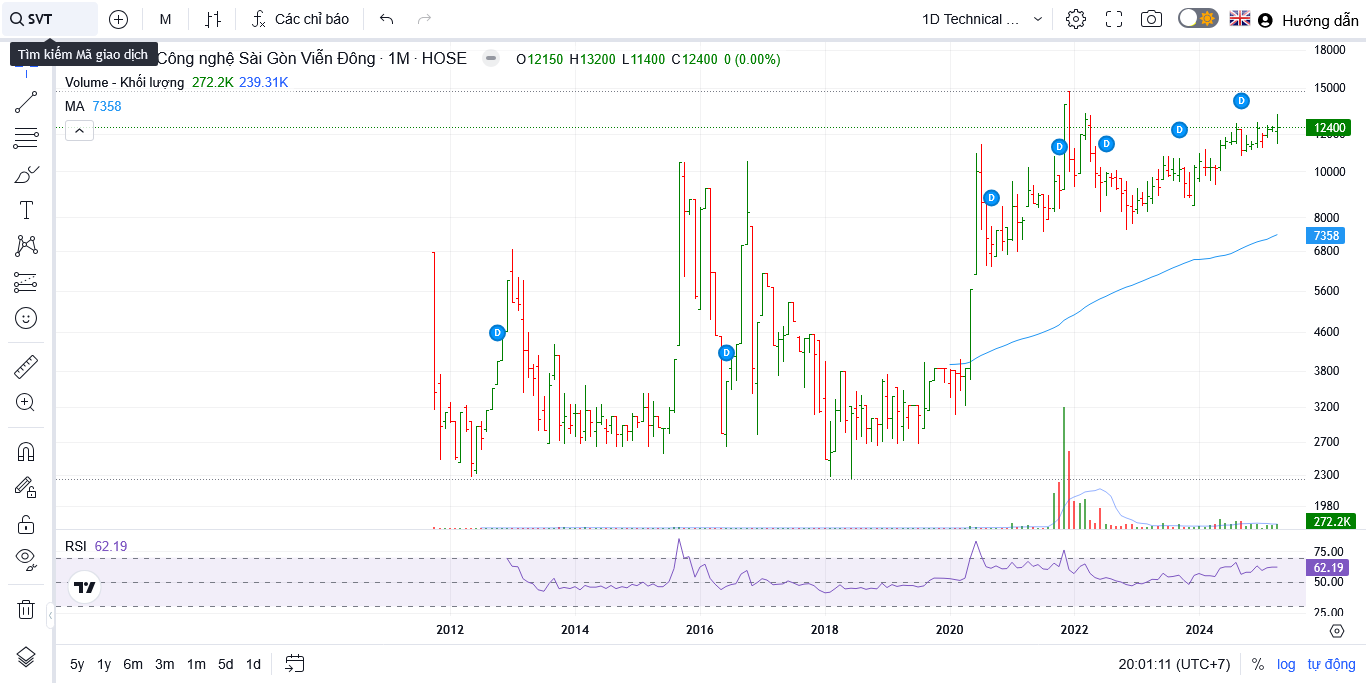 SVT M Các chỉ báo 1D Technical ... Hướng dẫn
Tìm kiếm Mã giao dịch
Công nghệ Sài Gòn Viễn Đông · 1M · HOSE O12150 H13200 L11400 C12400 0 (0.00%)
Volume - Khối lượng 272.2K 239.31K
MA 7358
18000
15000
12400
12000
10000
8000
7358
6800
5600
4600
3800
3200
2700
2300
1980
272.2K
D
D
D
D
D
D
D
D
RSI 62.19
75.00
62.19
50.00
25.00
2012 2014 2016 2018 2020 2022 2024
5y 1y 6m 3m 1m 5d 1d 20:01:11 (UTC+7) % log tự động